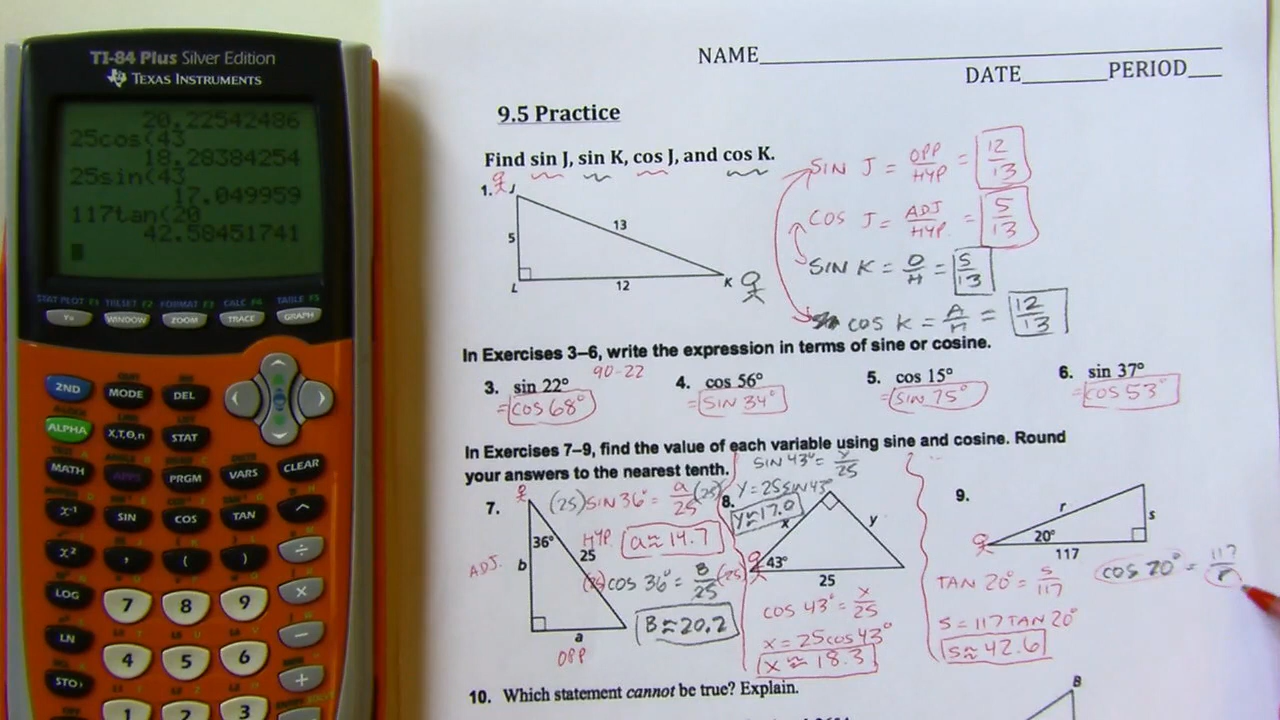 TI-84 Plus Silver Edition
TEXAS INSTRUMENTS
20.22542486
25cos(43
18.28384254
25sin(43
17.049959
117tan(20
42.58451741
STAT PLOT F1 TBLSET F2 FORMAT F3 CALC F4 TABLE F5
Y= WINDOW ZOOM TRACE GRAPH
2ND MODE DEL
ALPHA X,T,Θ,n STAT
MATH APPS PRGM VARS CLEAR
x⁻¹ SIN COS TAN ^
x² , ( ) ÷
LOG 7 8 9 ×
LN 4 5 6 −
STO› 1 2 3 +
NAME
DATE PERIOD
9.5 Practice
Find sin J, sin K, cos J, and cos K.
1. J
5
13
L
12
K
SIN J = OPP/HYP = 12/13
COS J = ADJ/HYP = 5/13
SIN K = O/H = 5/13
COS K = A/H = 12/13
In Exercises 3–6, write the expression in terms of sine or cosine.
90-22
3. sin 22° 4. cos 56° 5. cos 15° 6. sin 37°
= COS 68° = SIN 34° = SIN 75° = COS 53°
In Exercises 7–9, find the value of each variable using sine and cosine. Round
your answers to the nearest tenth.
7.
36°
b
25
a
ADJ.
HYP
OPP
(25) SIN 36° = a/25 (25)
a ≈ 14.7
(25) COS 36° = B/25 (25)
B ≈ 20.2
8.
SIN 43° = y/25
Y = 25 SIN 43°
Y ≈ 17.0
x
y
43°
25
COS 43° = x/25
x = 25 COS 43°
x ≈ 18.3
9.
r
s
20°
117
TAN 20° = s/117
S = 117 TAN 20°
S ≈ 42.6
COS 20° = 117/r
10. Which statement cannot be true? Explain.
B